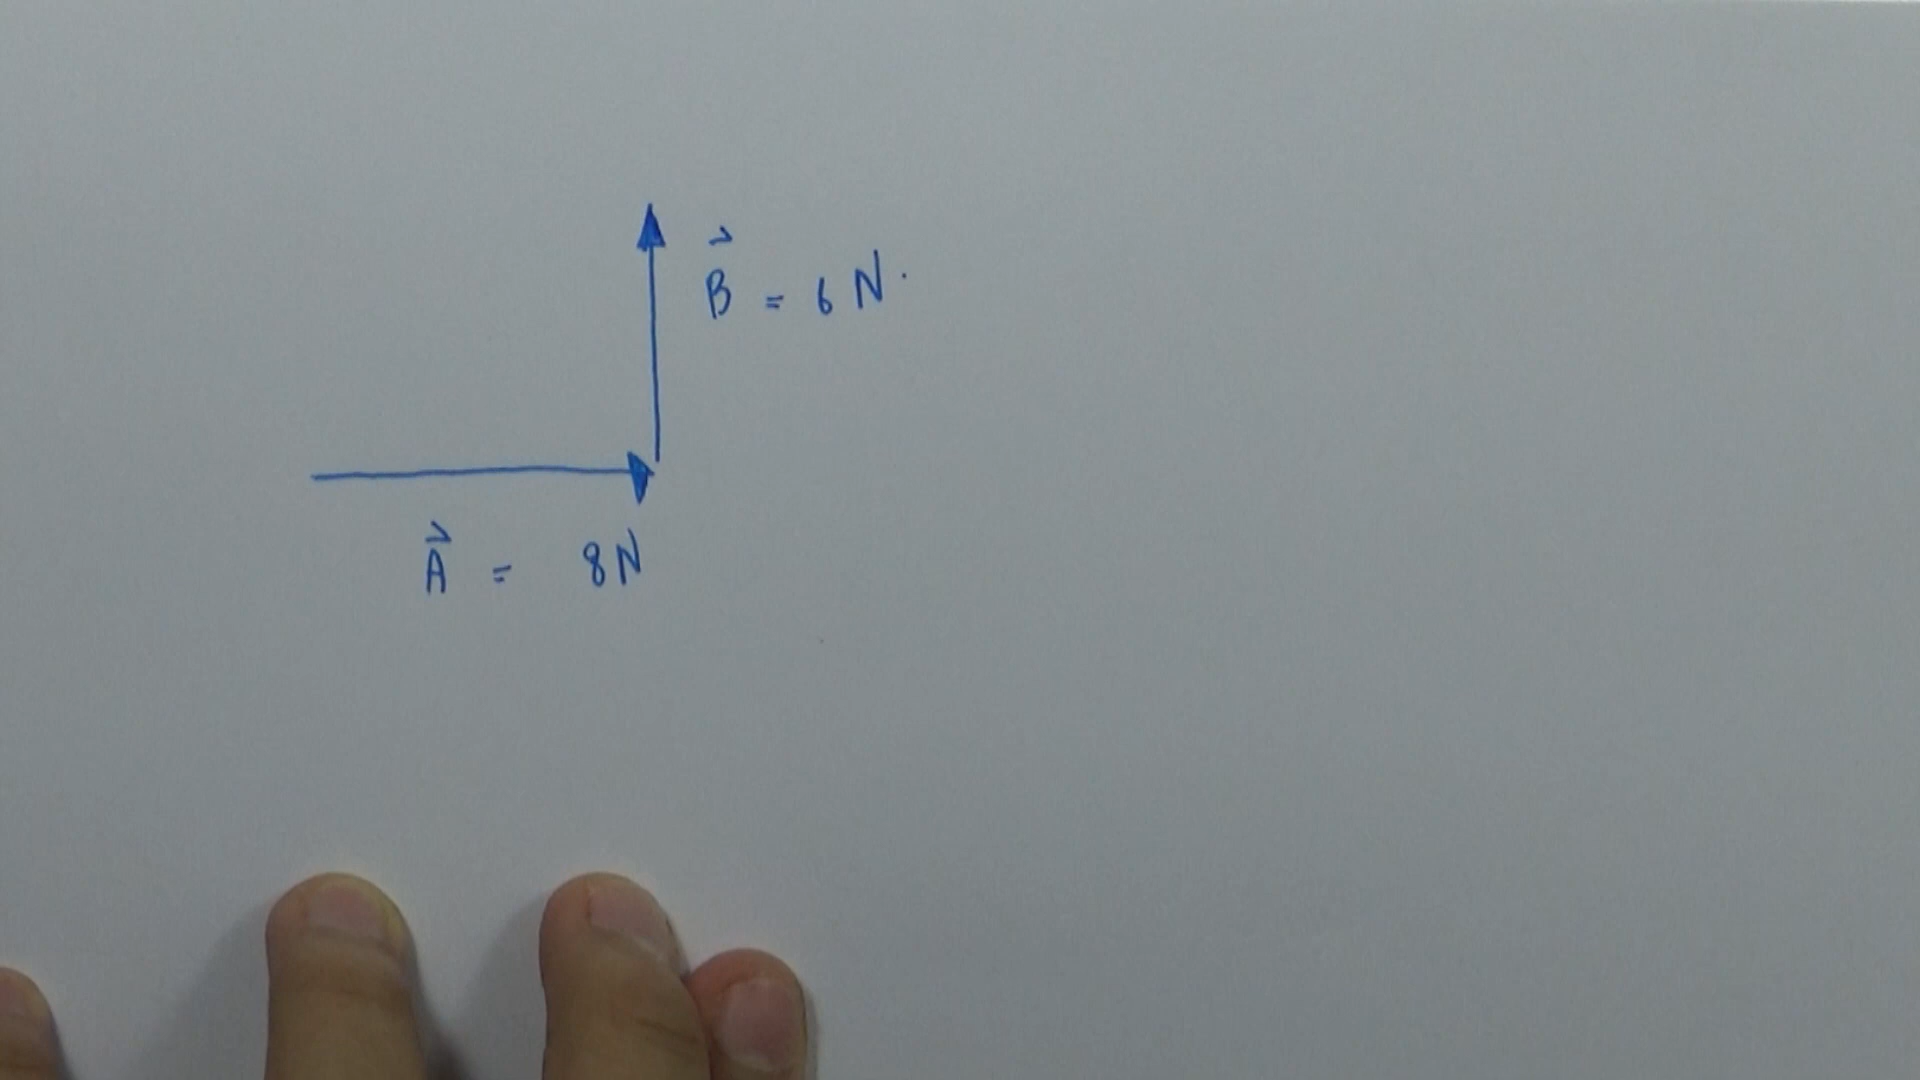 B⃗ = 6 N.
A⃗ = 8N